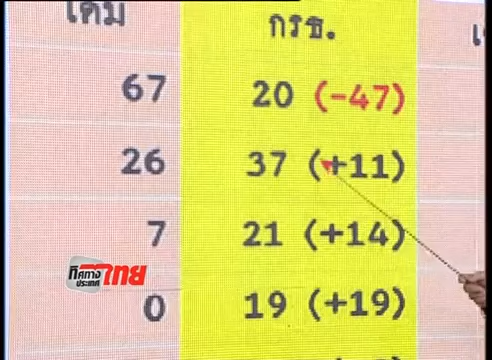 เดิม กรธ.
67 20 (-47)
26 37 (+11)
7 21 (+14)
ทิศทาง
ประเทศ
ไทย
0 19 (+19)